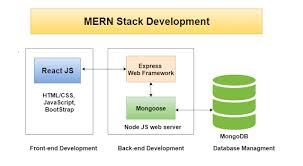 MERN Stack Development
React JS
HTML/CSS,
JavaScript,
BootStrap
Front-end Development
Express
Web Framework
Mongoose
Node JS web server
Back-end Development
MongoDB
Database Managment